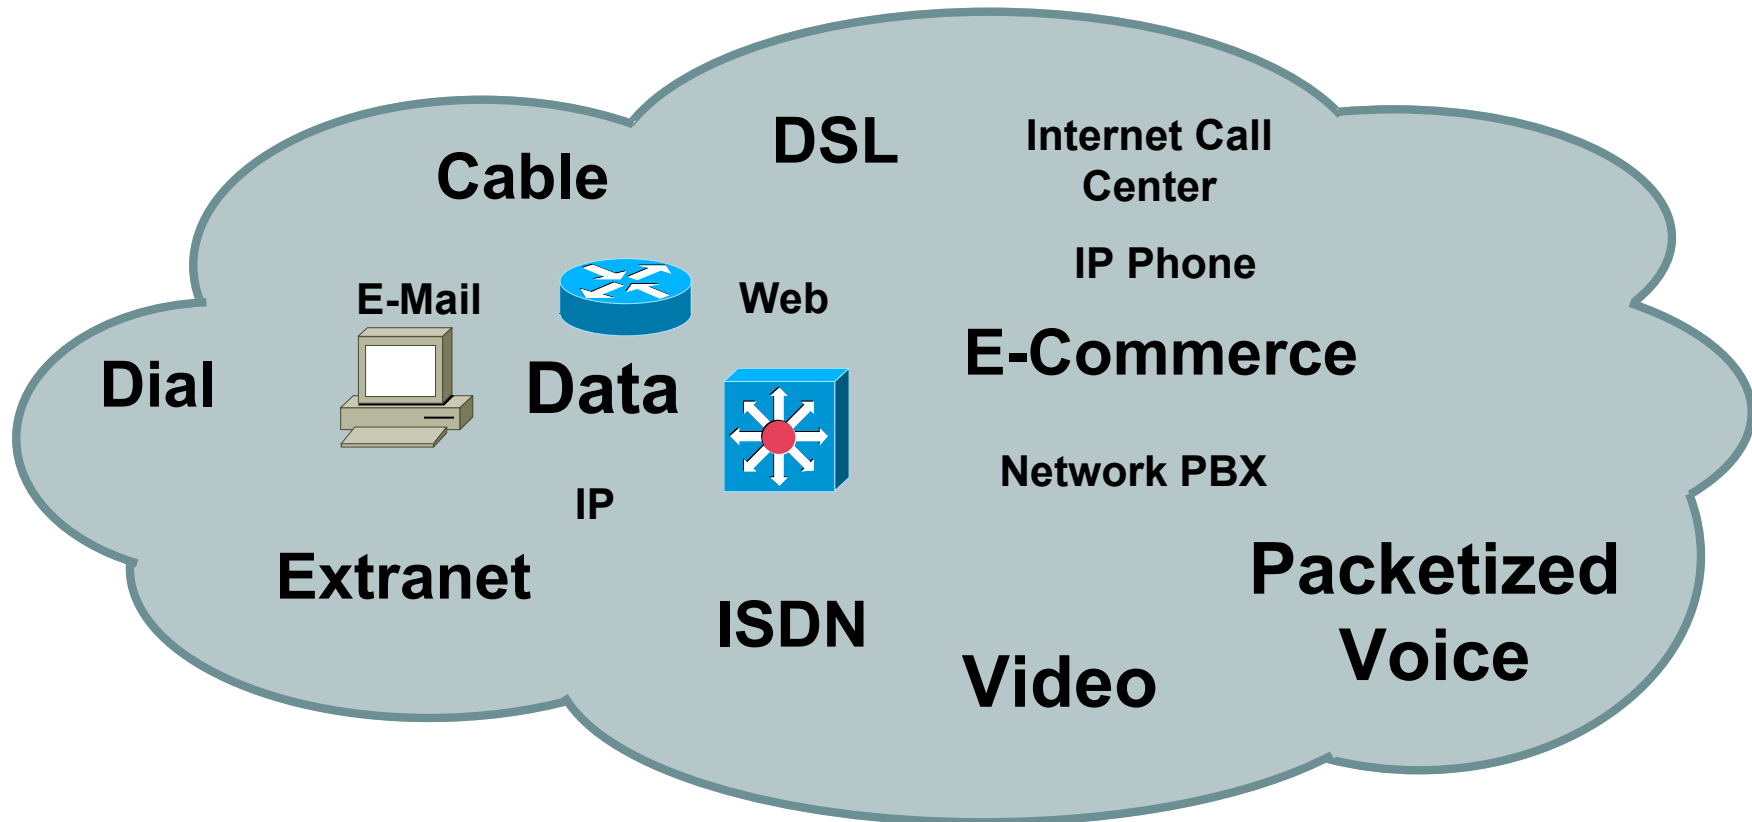 DSL
Internet Call
Center
Cable
IP Phone
E-Mail
Web
E-Commerce
Dial
Data
Network PBX
IP
Extranet
Packetized
Voice
ISDN
Video